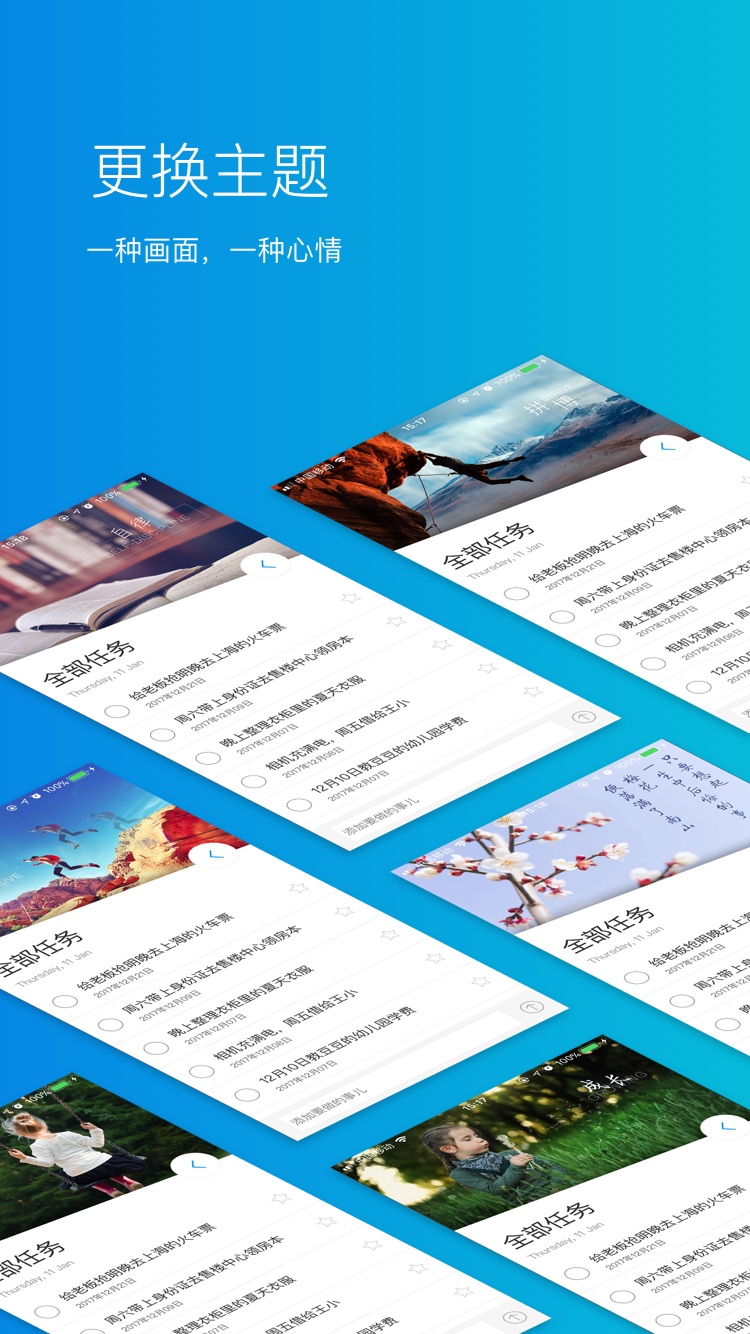 更换主题
一种画面，一种心情
中国移动
15:17
100%
拼博
全部任务
Thursday, 11 Jan
给老板抢明晚去上海的火车票
2017年12月21日
周六带上身份证去售楼中心领房本
2017年12月09日
晚上整理衣柜里的夏天衣
2017年12月07日
相机充满电，周
2017年12月08日
12月10日
15:18
100%
自律
SELF DISCIPLINE
全部任务
Thursday, 11 Jan
给老板抢明晚去上海的火车票
2017年12月21日
周六带上身份证去售楼中心领房本
2017年12月09日
晚上整理衣柜里的夏天衣服
2017年12月07日
相机充满电，周五借给王小
2017年12月08日
12月10日教豆豆的幼儿园学费
2017年12月07日
添加要做的事儿
15:18
100%
只要想起
一生中后悔的事
梅花
便落满了南山
全部任务
Thursday, 11 Jan
给老板抢明晚去上海
2017年12月21日
周六带上身
2017年12月09日
晚上
100%
全部任务
Thursday, 11 Jan
给老板抢明晚去上海的火车票
2017年12月21日
周六带上身份证去售楼中心领房本
2017年12月09日
晚上整理衣柜里的夏天衣服
2017年12月07日
相机充满电，周五借给王小
2017年12月08日
12月10日教豆豆的幼儿园学费
2017年12月07日
添加要做的事儿
移动
15:17
100%
成长
全部任务
Thursday, 11 Jan
给老板抢明晚去上海的火车票
2017年12月21日
周六带上身份证去售楼中
2017年12月09日
晚上整理衣柜里
100%
部任务
Thursday, 11 Jan
给老板抢明晚去上海的火车票
2017年12月21日
周六带上身份证去售楼中心领房本
2017年12月09日
晚上整理衣柜里的夏天衣服
2017年12月07日
周五借给王小